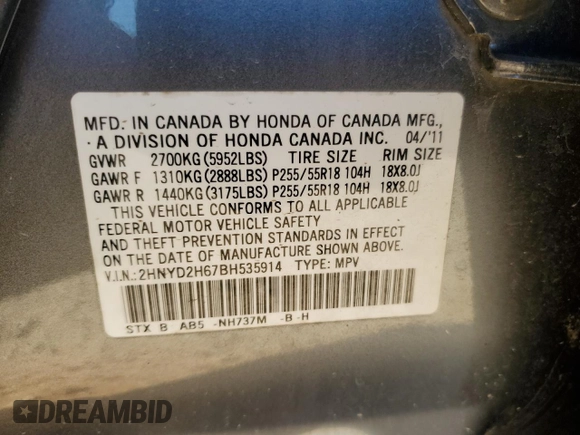 MFD. IN CANADA BY HONDA OF CANADA MFG.,
A DIVISION OF HONDA CANADA INC. 04/'11
GVWR 2700KG(5952LBS) TIRE SIZE RIM SIZE
GAWR F 1310KG(2888LBS) P255/55R18 104H 18X8.0J
GAWR R 1440KG(3175LBS) P255/55R18 104H 18X8.0J
THIS VEHICLE CONFORMS TO ALL APPLICABLE
FEDERAL MOTOR VEHICLE SAFETY
AND THEFT PREVENTION STANDARDS IN EFFECT
ON THE DATE OF MANUFACTURE SHOWN ABOVE.
V.I.N.:2HNYD2H67BH535914 TYPE: MPV
STX B AB5 -NH737M -B -H
DREAMBID